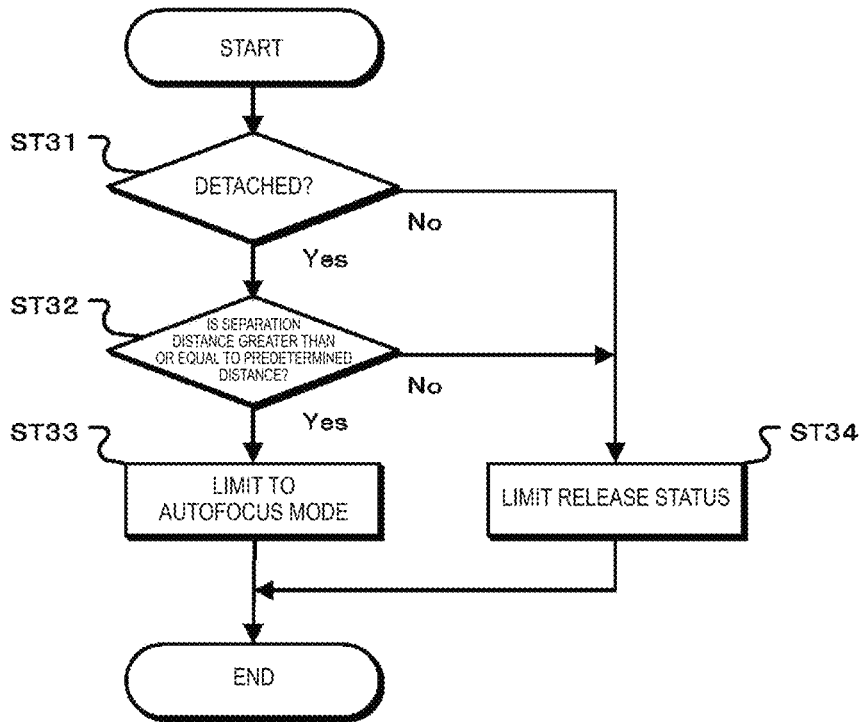 START
ST31
DETACHED?
No
Yes
ST32
IS SEPARATION
DISTANCE GREATER THAN
OR EQUAL TO PREDETERMINED
DISTANCE?
No
Yes
ST33
LIMIT TO
AUTOFOCUS MODE
ST34
LIMIT RELEASE STATUS
END